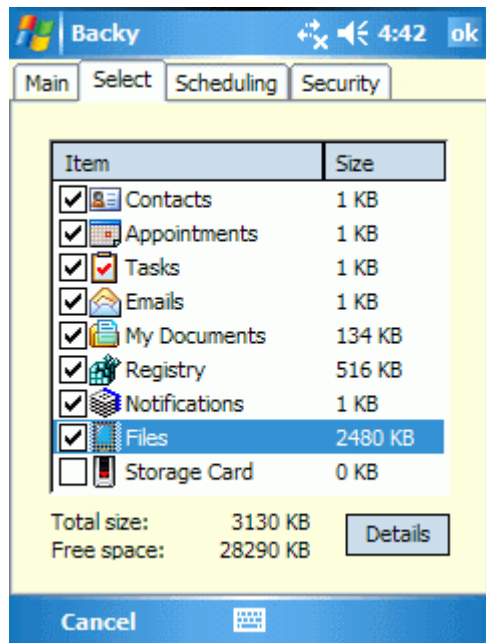 Backy 4:42 ok
Main Select Scheduling Security
Item Size
Contacts 1 KB
Appointments 1 KB
Tasks 1 KB
Emails 1 KB
My Documents 134 KB
Registry 516 KB
Notifications 1 KB
Files 2480 KB
Storage Card 0 KB
Total size: 3130 KB
Details
Free space: 28290 KB
Cancel